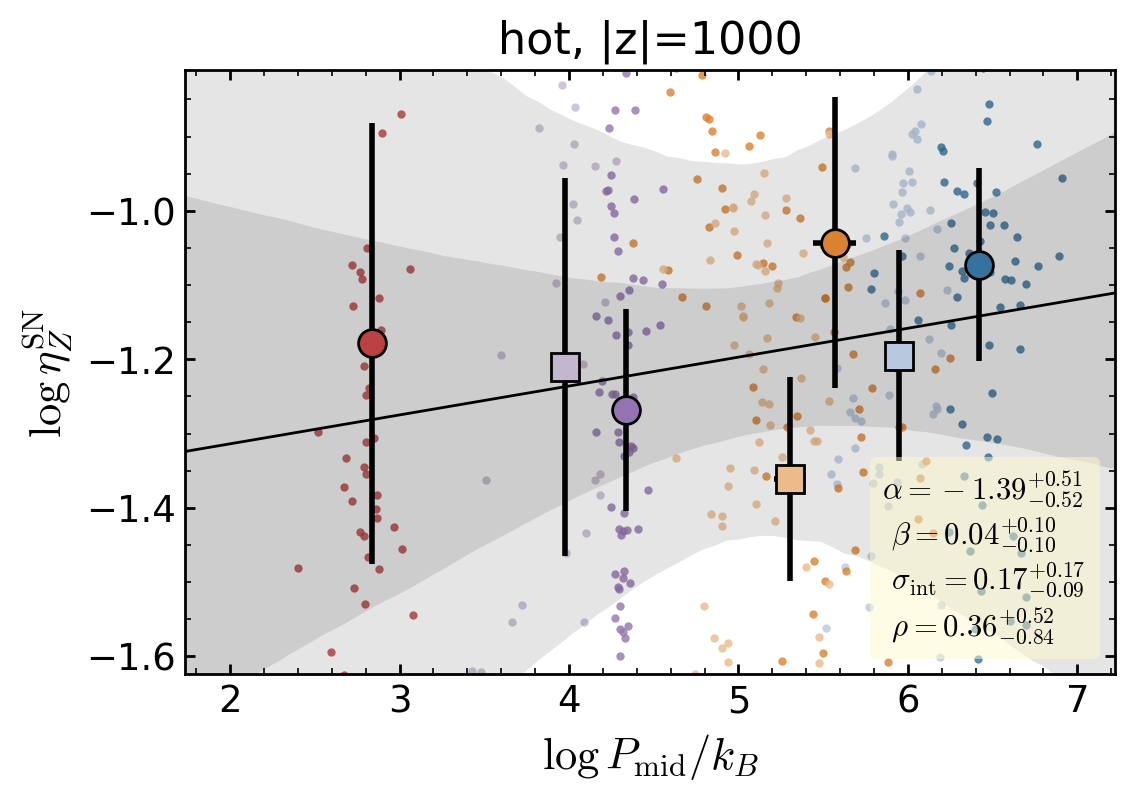 hot, |z|=1000
log η_Z^SN
−1.0
−1.2
−1.4
−1.6
α = −1.39^{+0.51}_{−0.52}
β = 0.04^{+0.10}_{−0.10}
σ_int = 0.17^{+0.17}_{−0.09}
ρ = 0.36^{+0.52}_{−0.84}
2 3 4 5 6 7
log P_mid/k_B